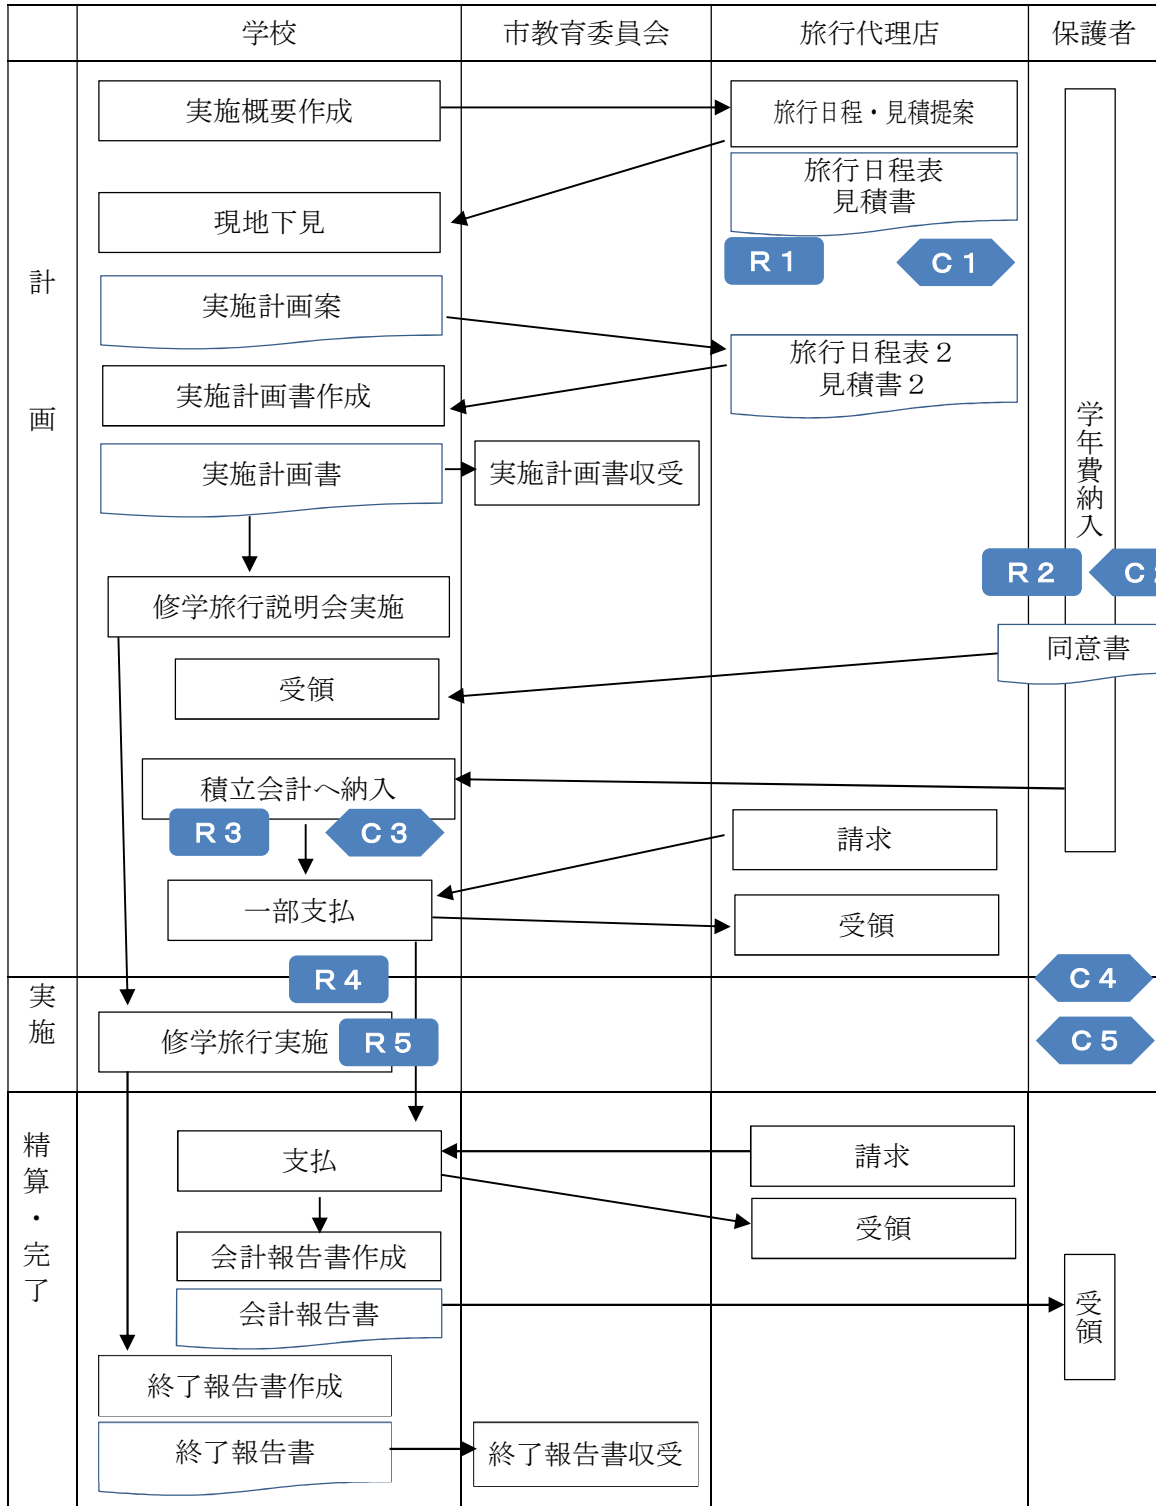 学校
市教育委員会
旅行代理店
保護者
計画
実施概要作成
旅行日程・見積提案
旅行日程表
見積書
現地下見
R1
C1
実施計画案
旅行日程表2
見積書2
実施計画書作成
学年費納入
実施計画書
実施計画書収受
R2
C2
修学旅行説明会実施
同意書
受領
積立会計へ納入
R3
C3
請求
一部支払
受領
実施
R4
C4
修学旅行実施
R5
C5
精算・完了
支払
請求
受領
会計報告書作成
会計報告書
受領
終了報告書作成
終了報告書
終了報告書収受